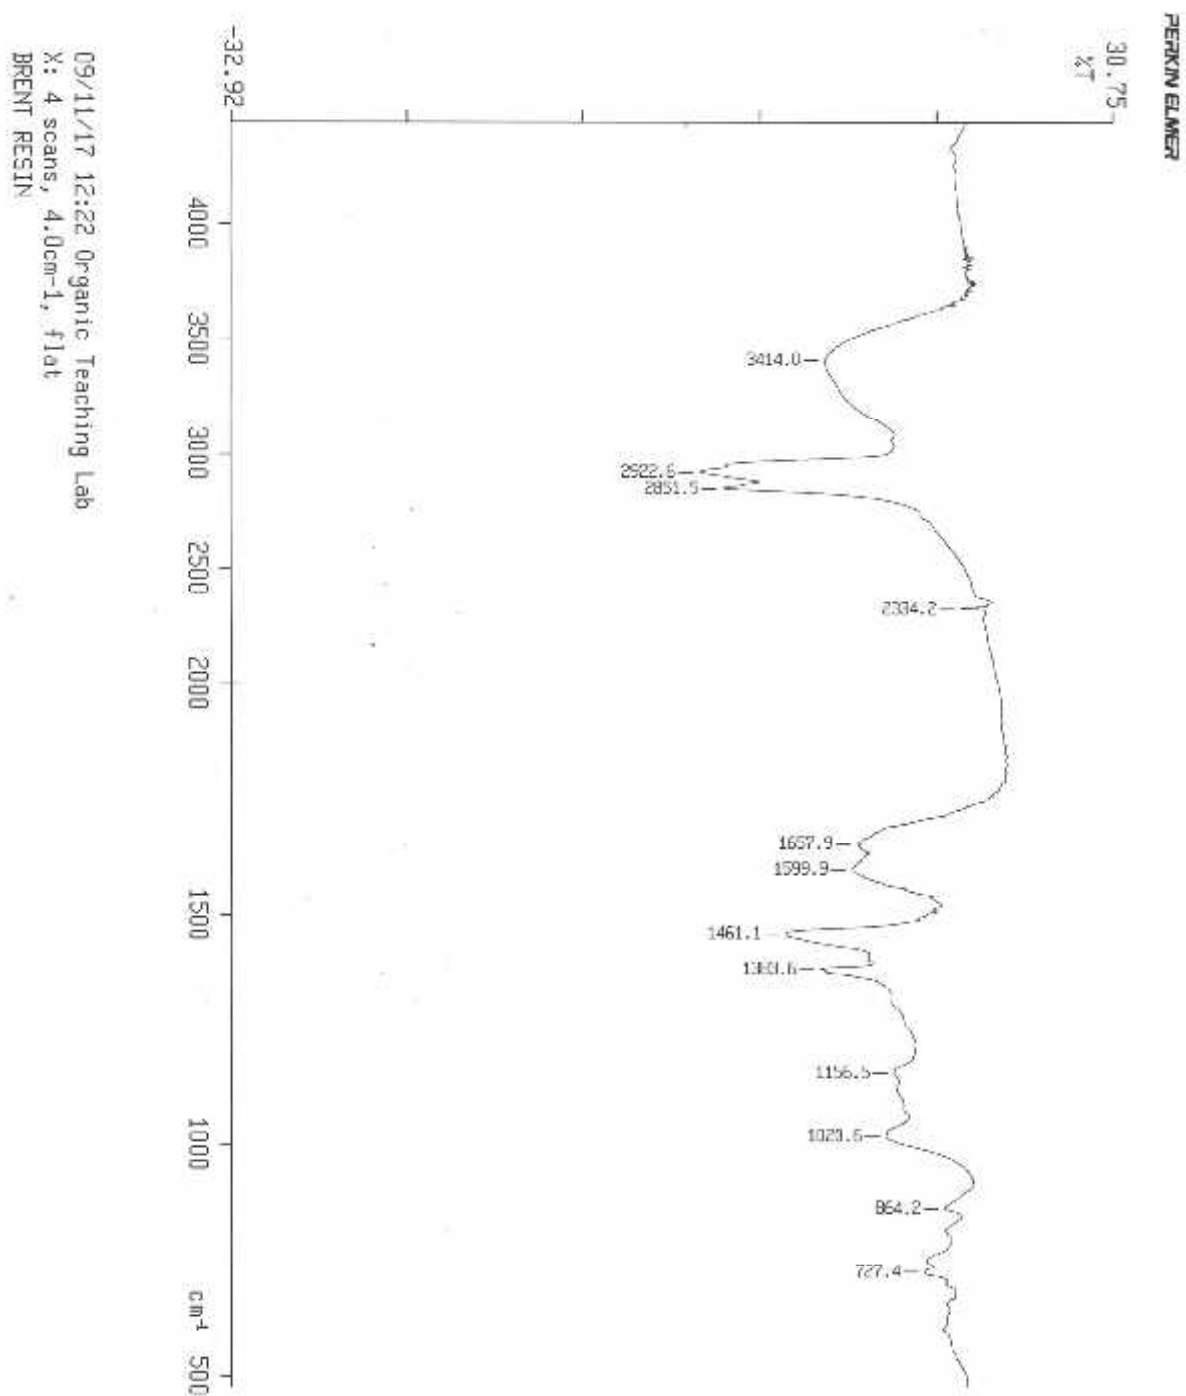 PERKIN ELMER
30.75
%T
-32.92
3414.0
2922.6
2851.5
2334.2
1657.9
1599.9
1461.1
1383.6
1156.5
1023.6
864.2
727.4
4000 3500 3000 2500 2000 1500 1000 cm-1 500
09/11/17 12:22 Organic Teaching Lab
X: 4 scans, 4.0cm-1, flat
BRENT RESIN